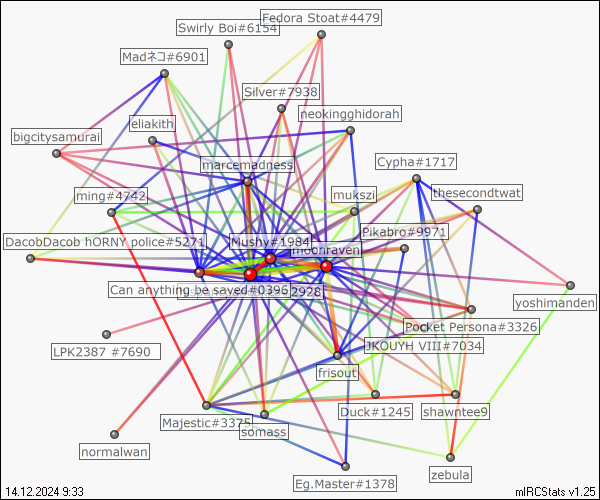 Fedora Stoat#4479
Swirly Boi#6154
Madネコ#6901
Silver#7938
neokingghidorah
eliakith
bigcitysamurai
marcemadness
Cypha#1717
ming#4742
mukszi
thesecondtwat
Pikabro#9971
DacobDacob hORNY police#5271
Mushy#1984
moonraven
Can anything be saved#0396
2928
yoshimanden
Pocket Persona#3326
LPK2387 #7690
JKOUYH VIII#7034
frisout
Duck#1245
shawntee9
Majestic#3375
somass
normalwan
zebula
Eg.Master#1378
14.12.2024 9:33
mIRCStats v1.25